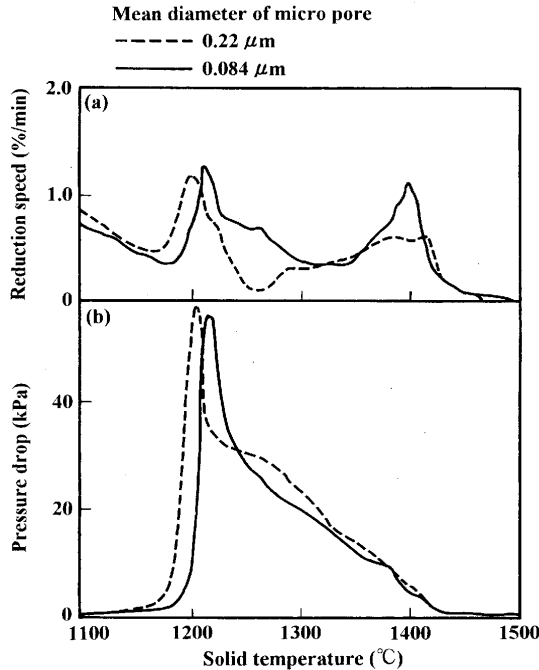 Mean diameter of micro pore
0.22 μm
0.084 μm
(a)
Reduction speed (%/min)
2.0
1.0
0
(b)
Pressure drop (kPa)
40
20
0
1100 1200 1300 1400 1500
Solid temperature (℃)